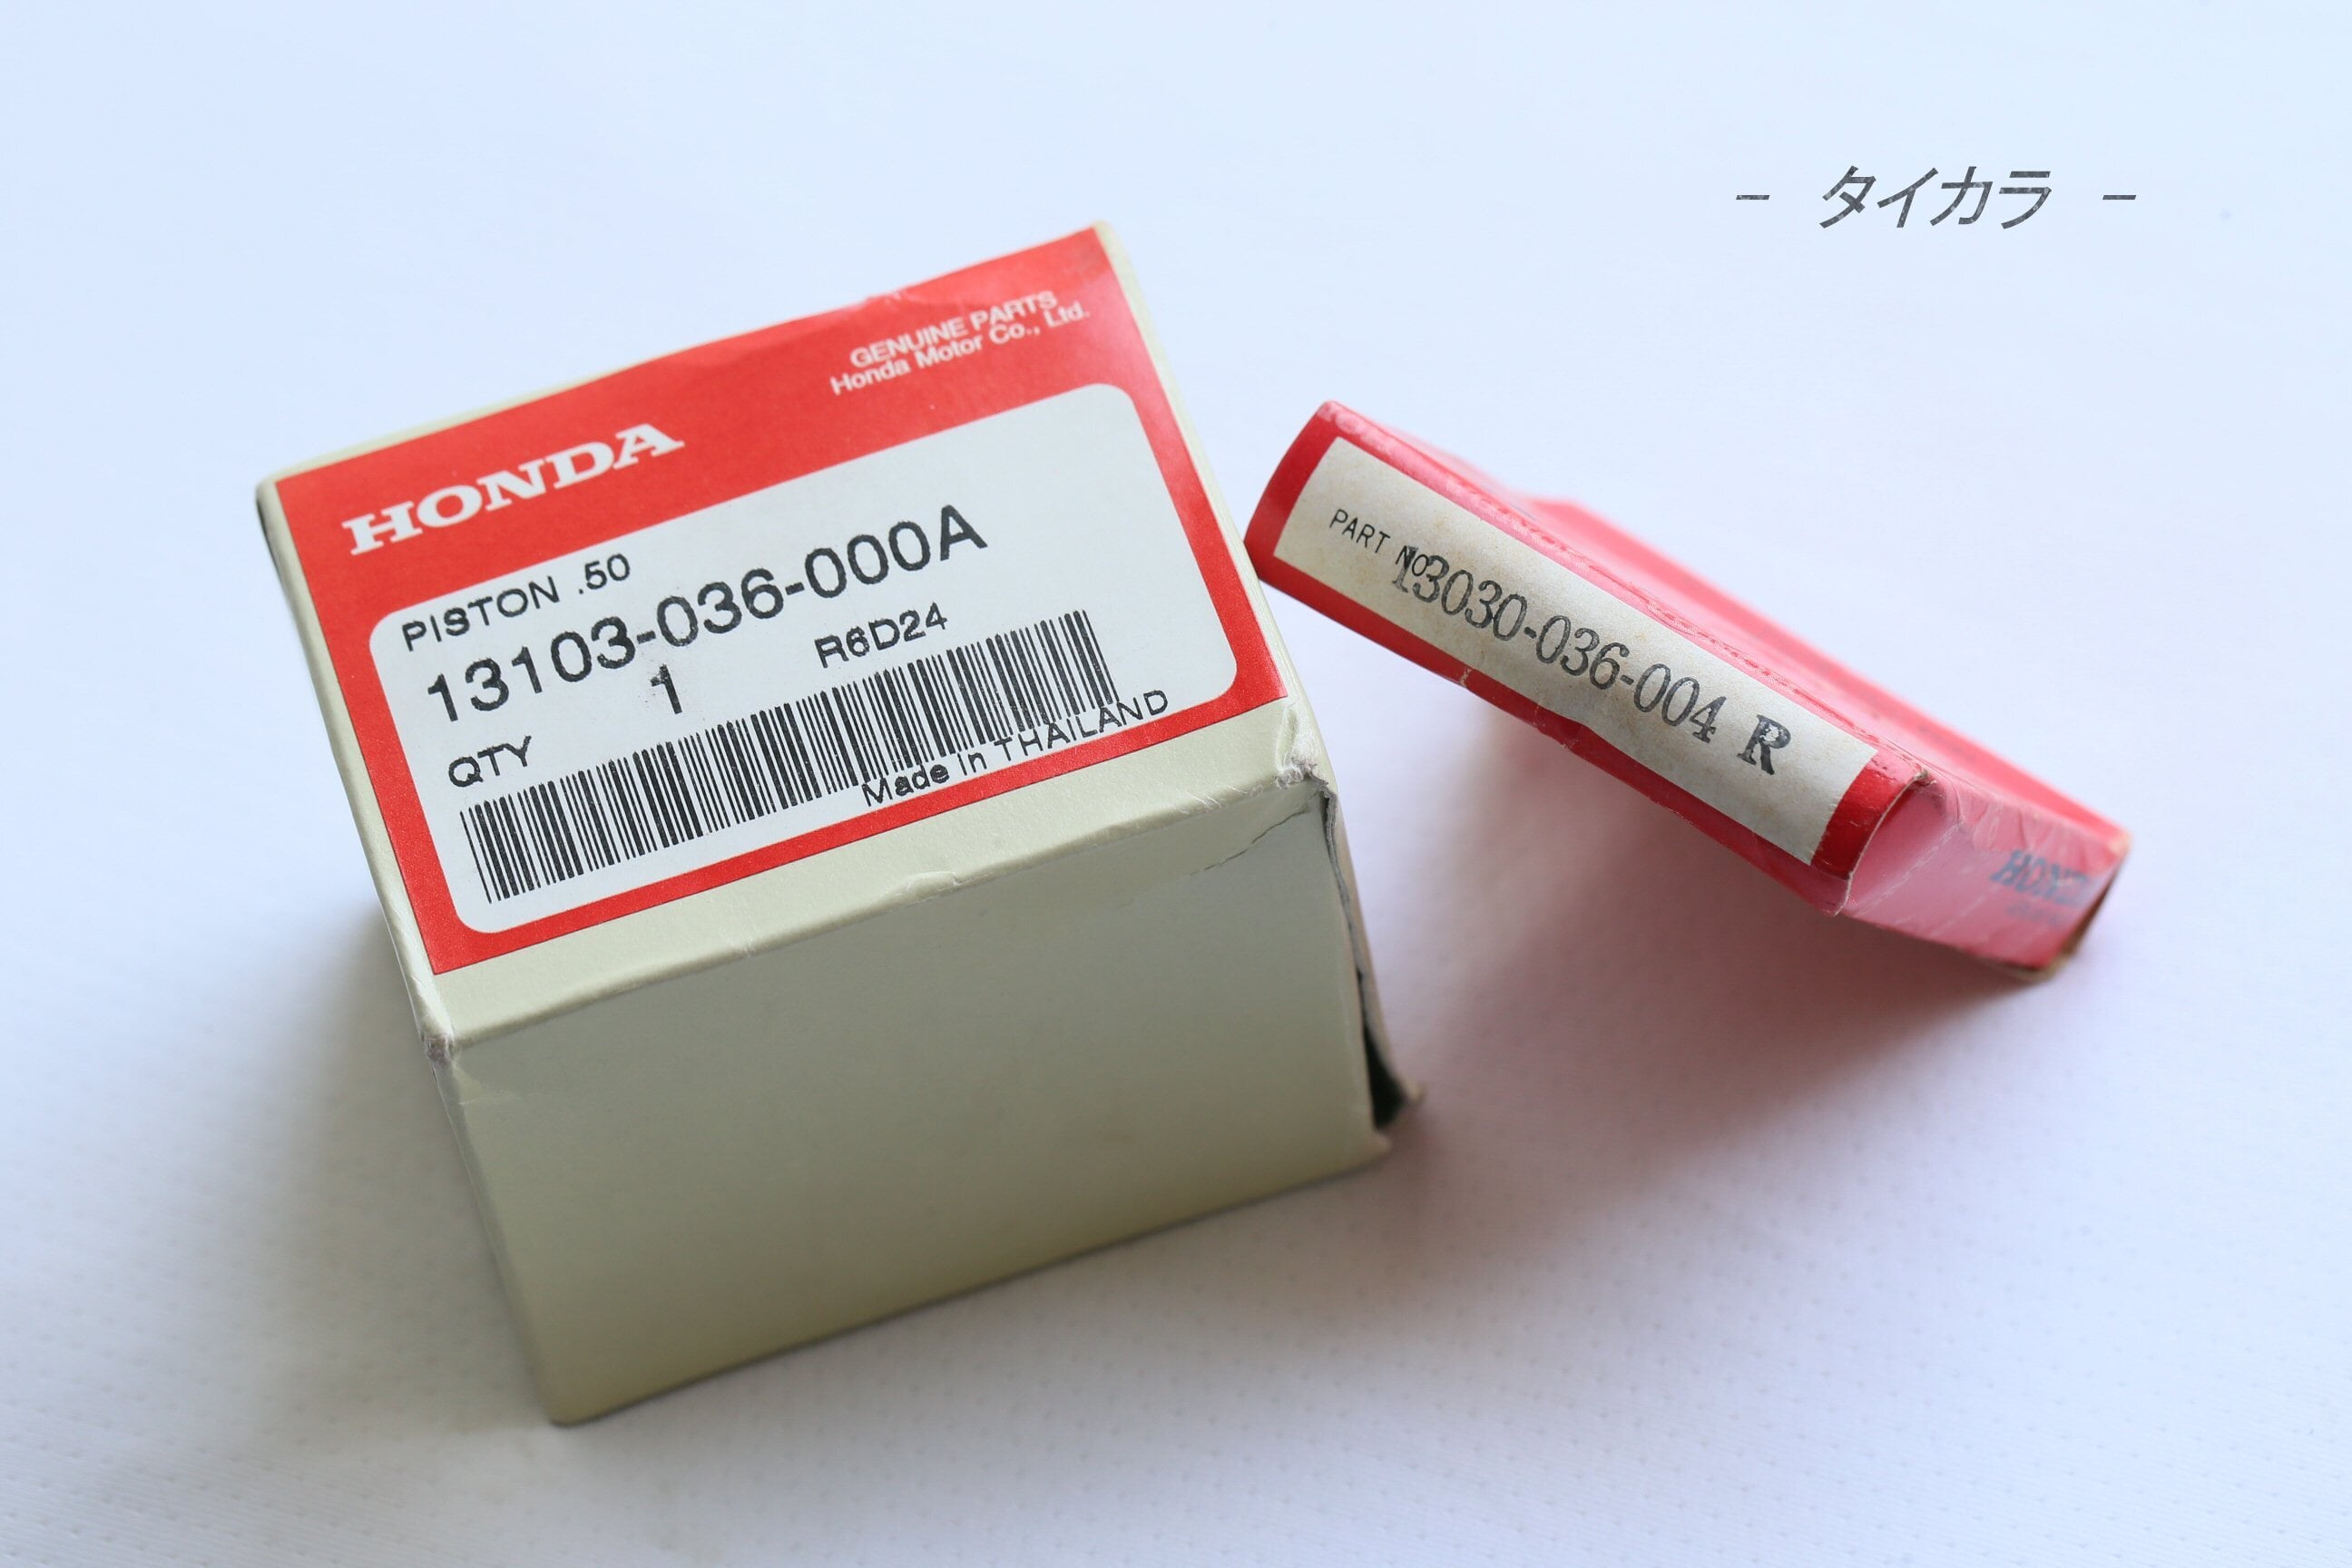 - タイカラ -
HONDA
GENUINE PARTS
Honda Motor Co., Ltd.
PISTON .50
13103-036-000A
1 R6D24
QTY
Made in THAILAND
PART NO
13030-036-004 R
HONDA